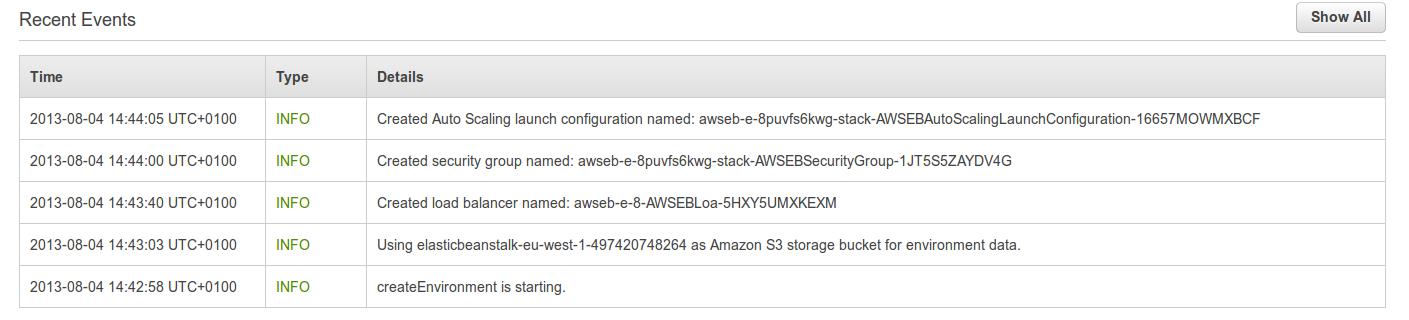 Recent Events
Show All
Time Type Details
2013-08-04 14:44:05 UTC+0100 INFO Created Auto Scaling launch configuration named: awseb-e-8puvfs6kwg-stack-AWSEBAutoScalingLaunchConfiguration-16657MOWMXBCF
2013-08-04 14:44:00 UTC+0100 INFO Created security group named: awseb-e-8puvfs6kwg-stack-AWSEBSecurityGroup-1JT5S5ZAYDV4G
2013-08-04 14:43:40 UTC+0100 INFO Created load balancer named: awseb-e-8-AWSEBLoa-5HXY5UMXKEXM
2013-08-04 14:43:03 UTC+0100 INFO Using elasticbeanstalk-eu-west-1-497420748264 as Amazon S3 storage bucket for environment data.
2013-08-04 14:42:58 UTC+0100 INFO createEnvironment is starting.